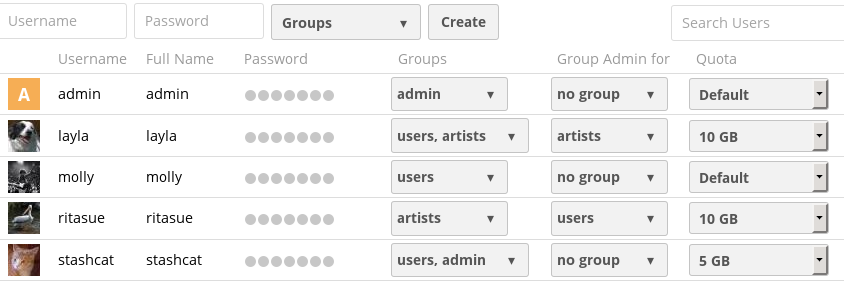 Username Password Groups Create Search Users
Username Full Name Password Groups Group Admin for Quota
A admin admin admin no group Default
layla layla users, artists artists 10 GB
molly molly users no group Default
ritasue ritasue artists users 10 GB
stashcat stashcat users, admin no group 5 GB